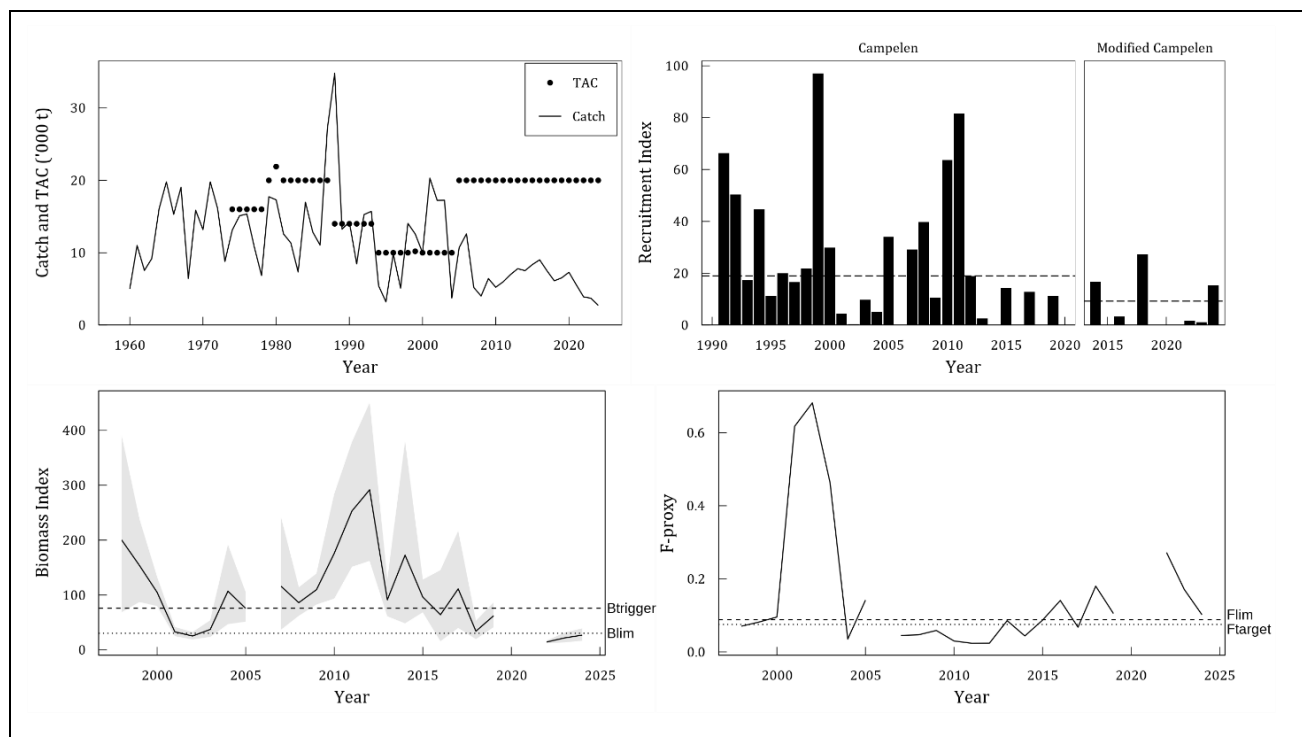 Catch and TAC ('000 t)
30
20
10
0
TAC
Catch
1960 1970 1980 1990 2000 2010 2020
Year
Campelen
Modified Campelen
Recruitment Index
100
80
60
40
20
0
1990 1995 2000 2005 2010 2015 2020
2015 2020
Year
Biomass Index
400
300
200
100
0
Btrigger
Blim
2000 2005 2010 2015 2020 2025
Year
F-proxy
0.6
0.4
0.2
0.0
Flim
Ftarget
2000 2005 2010 2015 2020 2025
Year